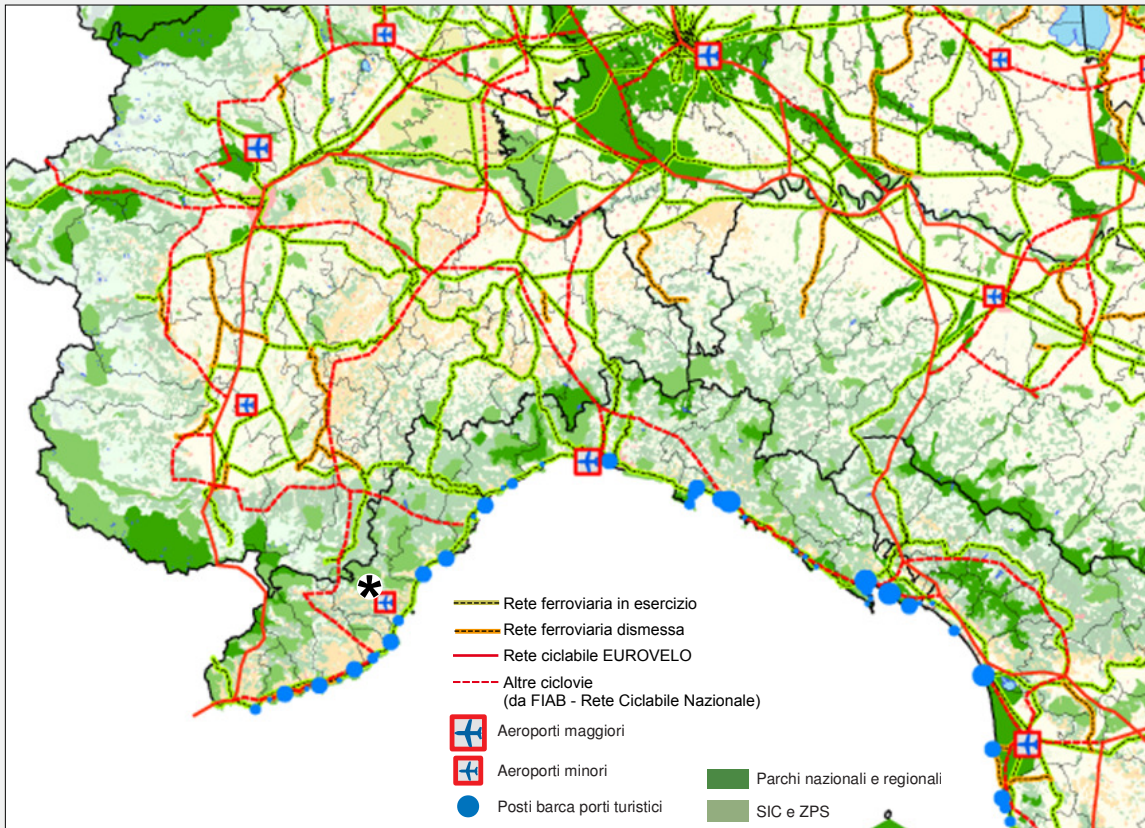 *
Rete ferroviaria in esercizio
Rete ferroviaria dismessa
Rete ciclabile EUROVELO
Altre ciclovie
(da FIAB - Rete Ciclabile Nazionale)
Aeroporti maggiori
Aeroporti minori
Posti barca porti turistici
Parchi nazionali e regionali
SIC e ZPS
0